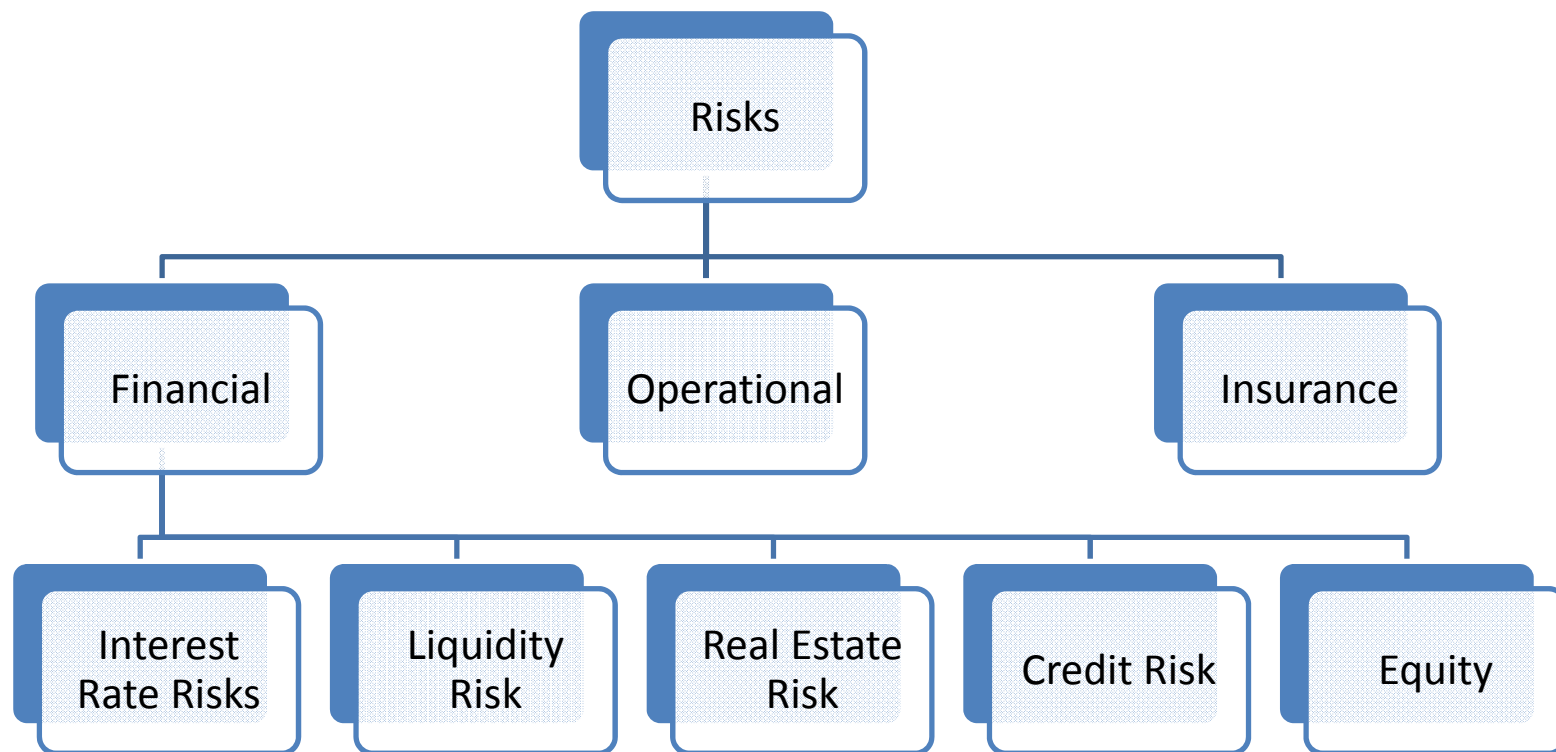 Risks
Financial
Operational
Insurance
Interest
Rate Risks
Liquidity
Risk
Real Estate
Risk
Credit Risk
Equity